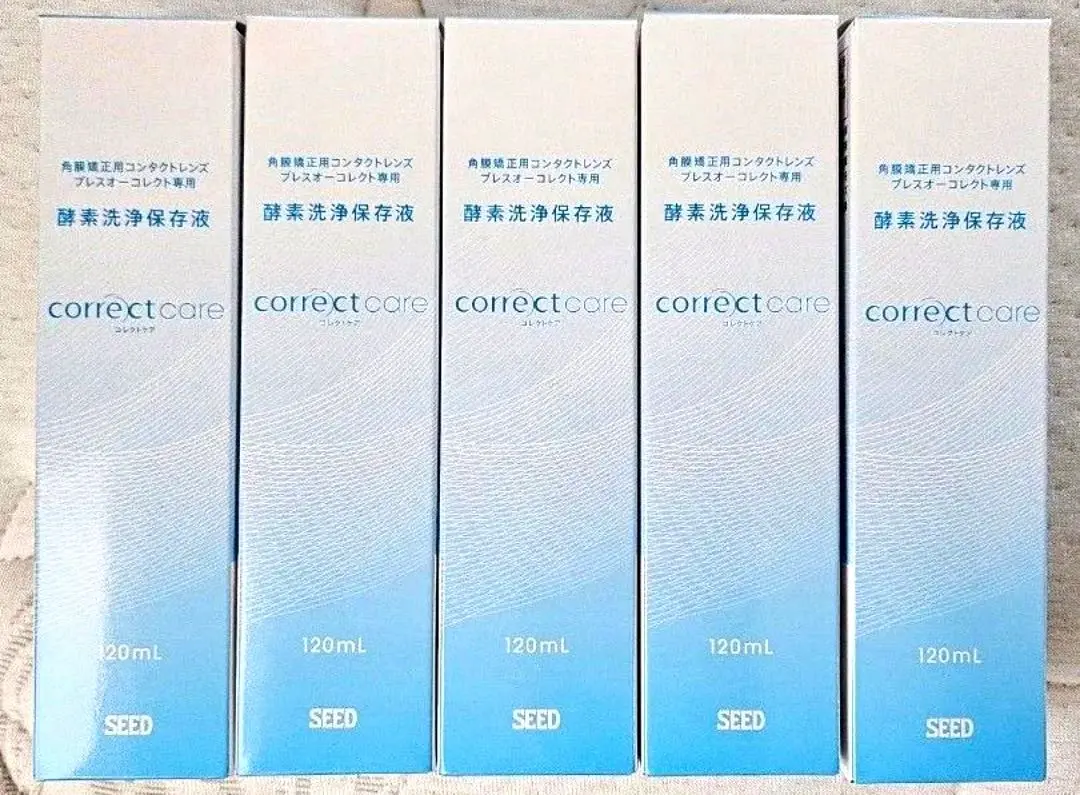 角膜矯正用コンタクトレンズ
ブレスオーコレクト専用
酵素洗浄保存液
correctcare
コレクトケア
120mL
SEED
角膜矯正用コンタクトレンズ
ブレスオーコレクト専用
酵素洗浄保存液
correctcare
コレクトケア
120mL
SEED
角膜矯正用コンタクトレンズ
ブレスオーコレクト専用
酵素洗浄保存液
correctcare
コレクトケア
120mL
SEED
角膜矯正用コンタクトレンズ
ブレスオーコレクト専用
酵素洗浄保存液
correctcare
コレクトケア
120mL
SEED
角膜矯正用コンタクトレンズ
ブレスオーコレクト専用
酵素洗浄保存液
correctcare
コレクトケア
120mL
SEED